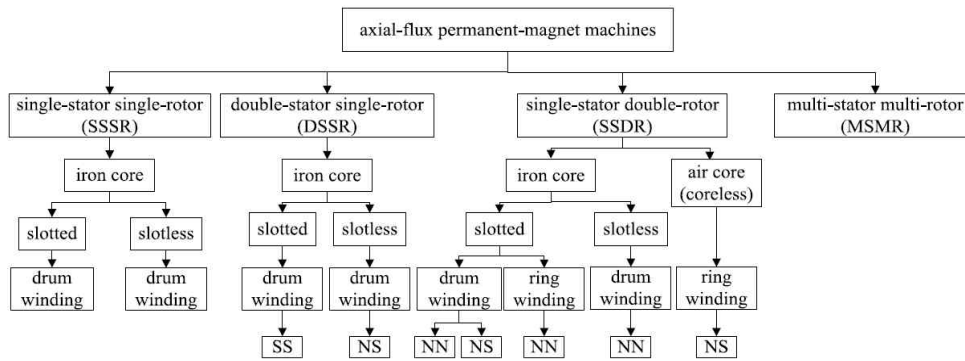 axial-flux permanent-magnet machines
single-stator single-rotor
(SSSR)
double-stator single-rotor
(DSSR)
single-stator double-rotor
(SSDR)
multi-stator multi-rotor
(MSMR)
iron core
iron core
iron core
air core
(coreless)
slotted
slotless
slotted
slotless
slotted
slotless
drum
winding
drum
winding
drum
winding
drum
winding
drum
winding
ring
winding
drum
winding
ring
winding
SS
NS
NN
NS
NN
NN
NS